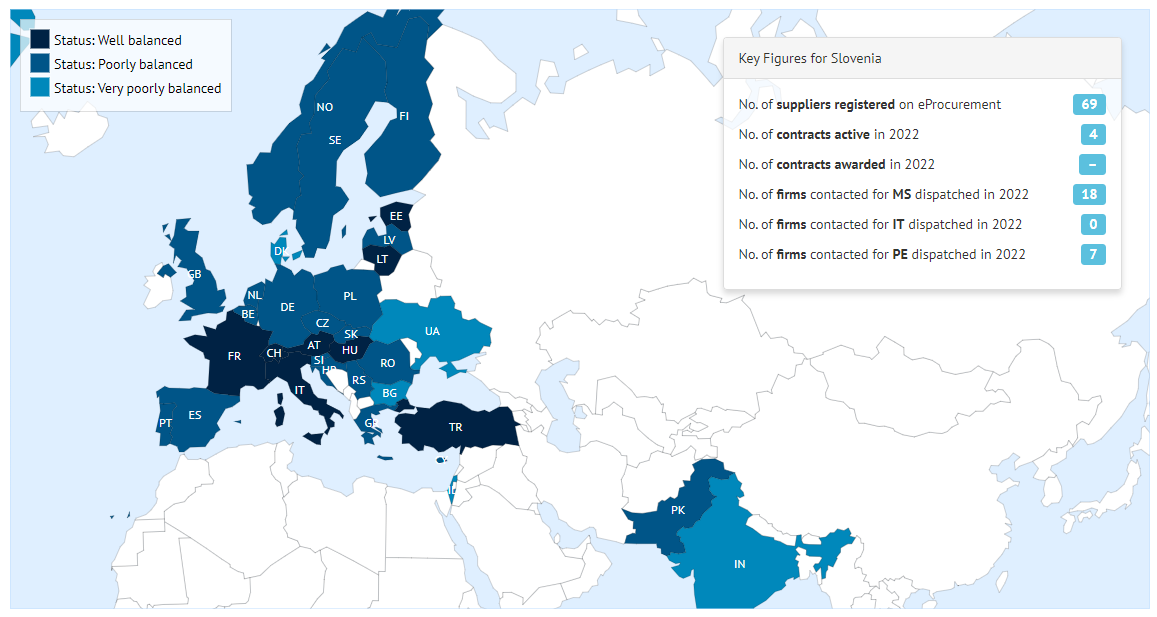 Status: Well balanced
Status: Poorly balanced
Status: Very poorly balanced
Key Figures for Slovenia
No. of suppliers registered on eProcurement 69
No. of contracts active in 2022 4
No. of contracts awarded in 2022 –
No. of firms contacted for MS dispatched in 2022 18
No. of firms contacted for IT dispatched in 2022 0
No. of firms contacted for PE dispatched in 2022 7
NO
FI
SE
EE
LV
DK
LT
GB
NL
PL
DE
BE
CZ
UA
SK
AT
HU
FR
CH
SI
RO
HR
RS
IT
BG
ES
PT
GR
TR
IL
PK
IN